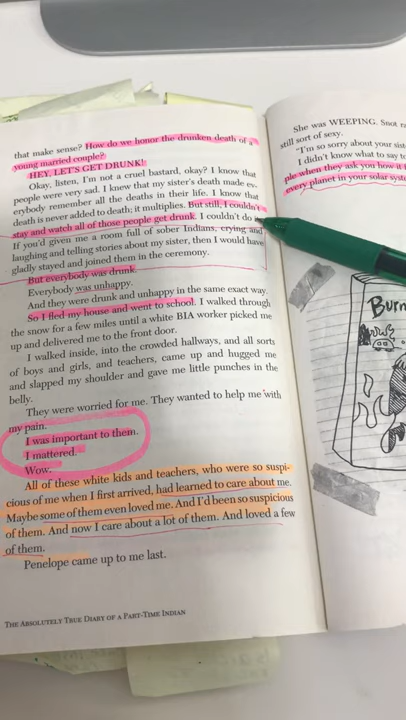 that make sense? How do we honor the drunken death of a
young married couple?
HEY, LET'S GET DRUNK!
Okay, listen, I'm not a cruel bastard, okay? I know that
people were very sad. I knew that my sister's death made ev-
erybody remember all the deaths in their life. I know that
death is never added to death; it multiplies. But still, I couldn't
stay and watch all of those people get drunk. I couldn't do
If you'd given me a room full of sober Indians, crying and
laughing and telling stories about my sister, then I would have
gladly stayed and joined them in the ceremony.
But everybody was drunk.
Everybody was unhappy.
And they were drunk and unhappy in the same exact way.
So I fled my house and went to school. I walked through
the snow for a few miles until a white BIA worker picked me
up and delivered me to the front door.
I walked inside, into the crowded hallways, and all sorts
of boys and girls, and teachers, came up and hugged me
and slapped my shoulder and gave me little punches in the
belly.
They were worried for me. They wanted to help me with
my pain.
I was important to them.
I mattered.
Wow.
All of these white kids and teachers, who were so suspi-
cious of me when I first arrived, had learned to care about me.
Maybe some of them even loved me. And I'd been so suspicious
of them. And now I care about a lot of them. And loved a few
of them.
Penelope came up to me last.
THE ABSOLUTELY TRUE DIARY OF A PART-TIME INDIAN
She was WEEPING. Snot
still sort of sexy.
"I'm so sorry about your
I didn't know what to say to
ple when they ask you how it
every planet in your solar
Burn